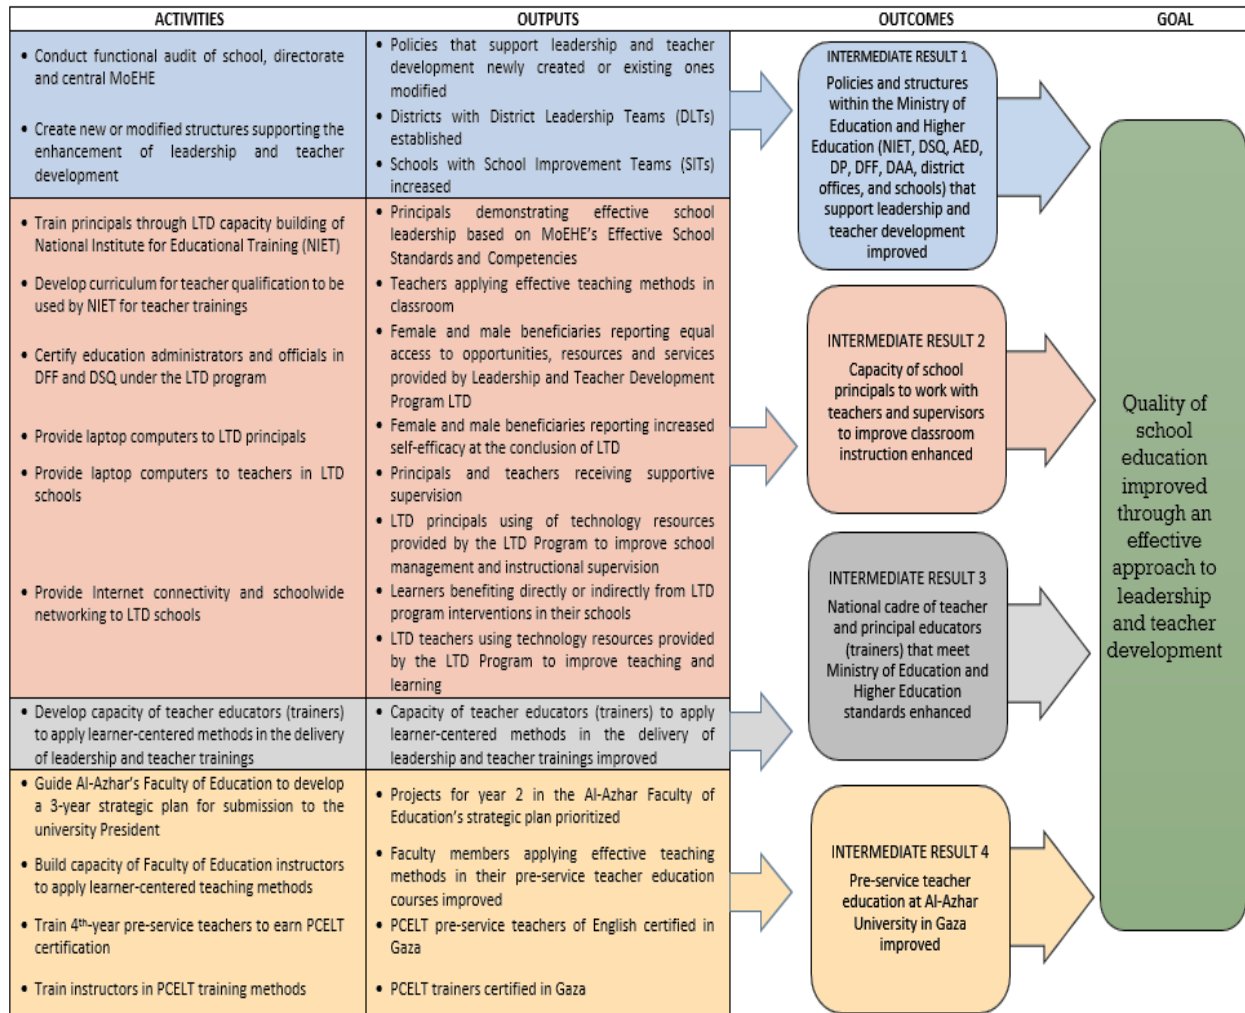 ACTIVITIES
OUTPUTS
OUTCOMES
GOAL
• Conduct functional audit of school, directorate
and central MoEHE
• Create new or modified structures supporting the
enhancement of leadership and teacher
development
• Policies that support leadership and teacher
development newly created or existing ones
modified
• Districts with District Leadership Teams (DLTs)
established
• Schools with School Improvement Teams (SITs)
increased
INTERMEDIATE RESULT 1
Policies and structures
within the Ministry of
Education and Higher
Education (NIET, DSQ, AED,
DP, DFF, DAA, district
offices, and schools) that
support leadership and
teacher development
improved
• Train principals through LTD capacity building of
National Institute for Educational Training (NIET)
• Develop curriculum for teacher qualification to be
used by NIET for teacher trainings
• Certify education administrators and officials in
DFF and DSQ under the LTD program
• Provide laptop computers to LTD principals
• Provide laptop computers to teachers in LTD
schools
• Provide Internet connectivity and schoolwide
networking to LTD schools
• Principals demonstrating effective school
leadership based on MoEHE's Effective School
Standards and Competencies
• Teachers applying effective teaching methods in
classroom
• Female and male beneficiaries reporting equal
access to opportunities, resources and services
provided by Leadership and Teacher Development
Program LTD
• Female and male beneficiaries reporting increased
self-efficacy at the conclusion of LTD
• Principals and teachers receiving supportive
supervision
• LTD principals using of technology resources
provided by the LTD Program to improve school
management and instructional supervision
• Learners benefiting directly or indirectly from LTD
program interventions in their schools
• LTD teachers using technology resources provided
by the LTD Program to improve teaching and
learning
INTERMEDIATE RESULT 2
Capacity of school
principals to work with
teachers and supervisors
to improve classroom
instruction enhanced
• Develop capacity of teacher educators (trainers)
to apply learner-centered methods in the delivery
of leadership and teacher trainings
• Capacity of teacher educators (trainers) to apply
learner-centered methods in the delivery of
leadership and teacher trainings improved
INTERMEDIATE RESULT 3
National cadre of teacher
and principal educators
(trainers) that meet
Ministry of Education and
Higher Education
standards enhanced
• Guide Al-Azhar's Faculty of Education to develop
a 3-year strategic plan for submission to the
university President
• Build capacity of Faculty of Education instructors
to apply learner-centered teaching methods
• Train 4th-year pre-service teachers to earn PCELT
certification
• Train instructors in PCELT training methods
• Projects for year 2 in the Al-Azhar Faculty of
Education's strategic plan prioritized
• Faculty members applying effective teaching
methods in their pre-service teacher education
courses improved
• PCELT pre-service teachers of English certified in
Gaza
• PCELT trainers certified in Gaza
INTERMEDIATE RESULT 4
Pre-service teacher
education at Al-Azhar
University in Gaza
improved
Quality of
school
education
improved
through an
effective
approach to
leadership
and teacher
development